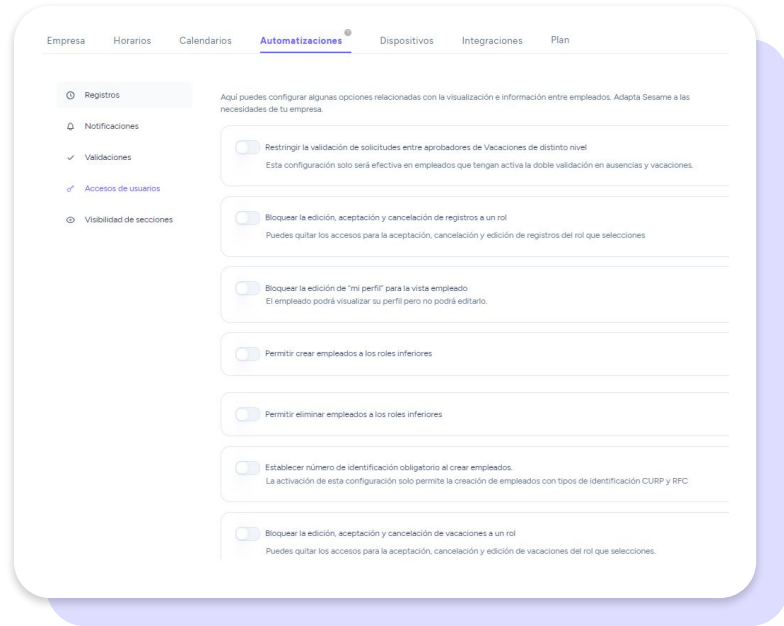 Empresa Horarios Calendarios Automatizaciones Dispositivos Integraciones Plan
Registros
Notificaciones
Validaciones
Accesos de usuarios
Visibilidad de secciones
Aquí puedes configurar algunas opciones relacionadas con la visualización e información entre empleados. Adapta Sesame a las
necesidades de tu empresa.
Restringir la validación de solicitudes entre aprobadores de Vacaciones de distinto nivel
Esta configuración solo será efectiva en empleados que tengan activa la doble validación en ausencias y vacaciones.
Bloquear la edición, aceptación y cancelación de registros a un rol
Puedes quitar los accesos para la aceptación, cancelación y edición de registros del rol que selecciones
Bloquear la edición de "mi perfil" para la vista empleado
El empleado podrá visualizar su perfil pero no podrá editarlo.
Permitir crear empleados a los roles inferiores
Permitir eliminar empleados a los roles inferiores
Establecer número de identificación obligatorio al crear empleados.
La activación de esta configuración solo permite la creación de empleados con tipos de identificación CURP y RFC
Bloquear la edición, aceptación y cancelación de vacaciones a un rol
Puedes quitar los accesos para la aceptación, cancelación y edición de vacaciones del rol que selecciones.